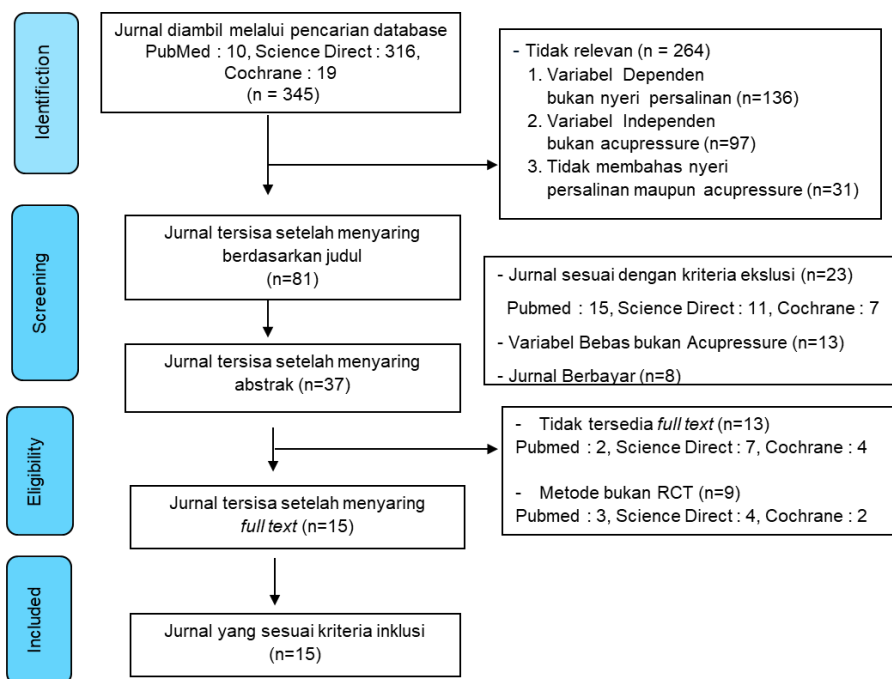 Identifiction
Jurnal diambil melalui pencarian database
PubMed : 10, Science Direct : 316,
Cochrane : 19
(n = 345)
- Tidak relevan (n = 264)
1. Variabel Dependen
bukan nyeri persalinan (n=136)
2. Variabel Independen
bukan acupressure (n=97)
3. Tidak membahas nyeri
persalinan maupun acupressure (n=31)
Screening
Jurnal tersisa setelah menyaring
berdasarkan judul
(n=81)
- Jurnal sesuai dengan kriteria ekslusi (n=23)
Pubmed : 15, Science Direct : 11, Cochrane : 7
- Variabel Bebas bukan Acupressure (n=13)
- Jurnal Berbayar (n=8)
Jurnal tersisa setelah menyaring
abstrak (n=37)
Eligibility
- Tidak tersedia full text (n=13)
Pubmed : 2, Science Direct : 7, Cochrane : 4
- Metode bukan RCT (n=9)
Pubmed : 3, Science Direct : 4, Cochrane : 2
Jurnal tersisa setelah menyaring
full text (n=15)
Included
Jurnal yang sesuai kriteria inklusi
(n=15)